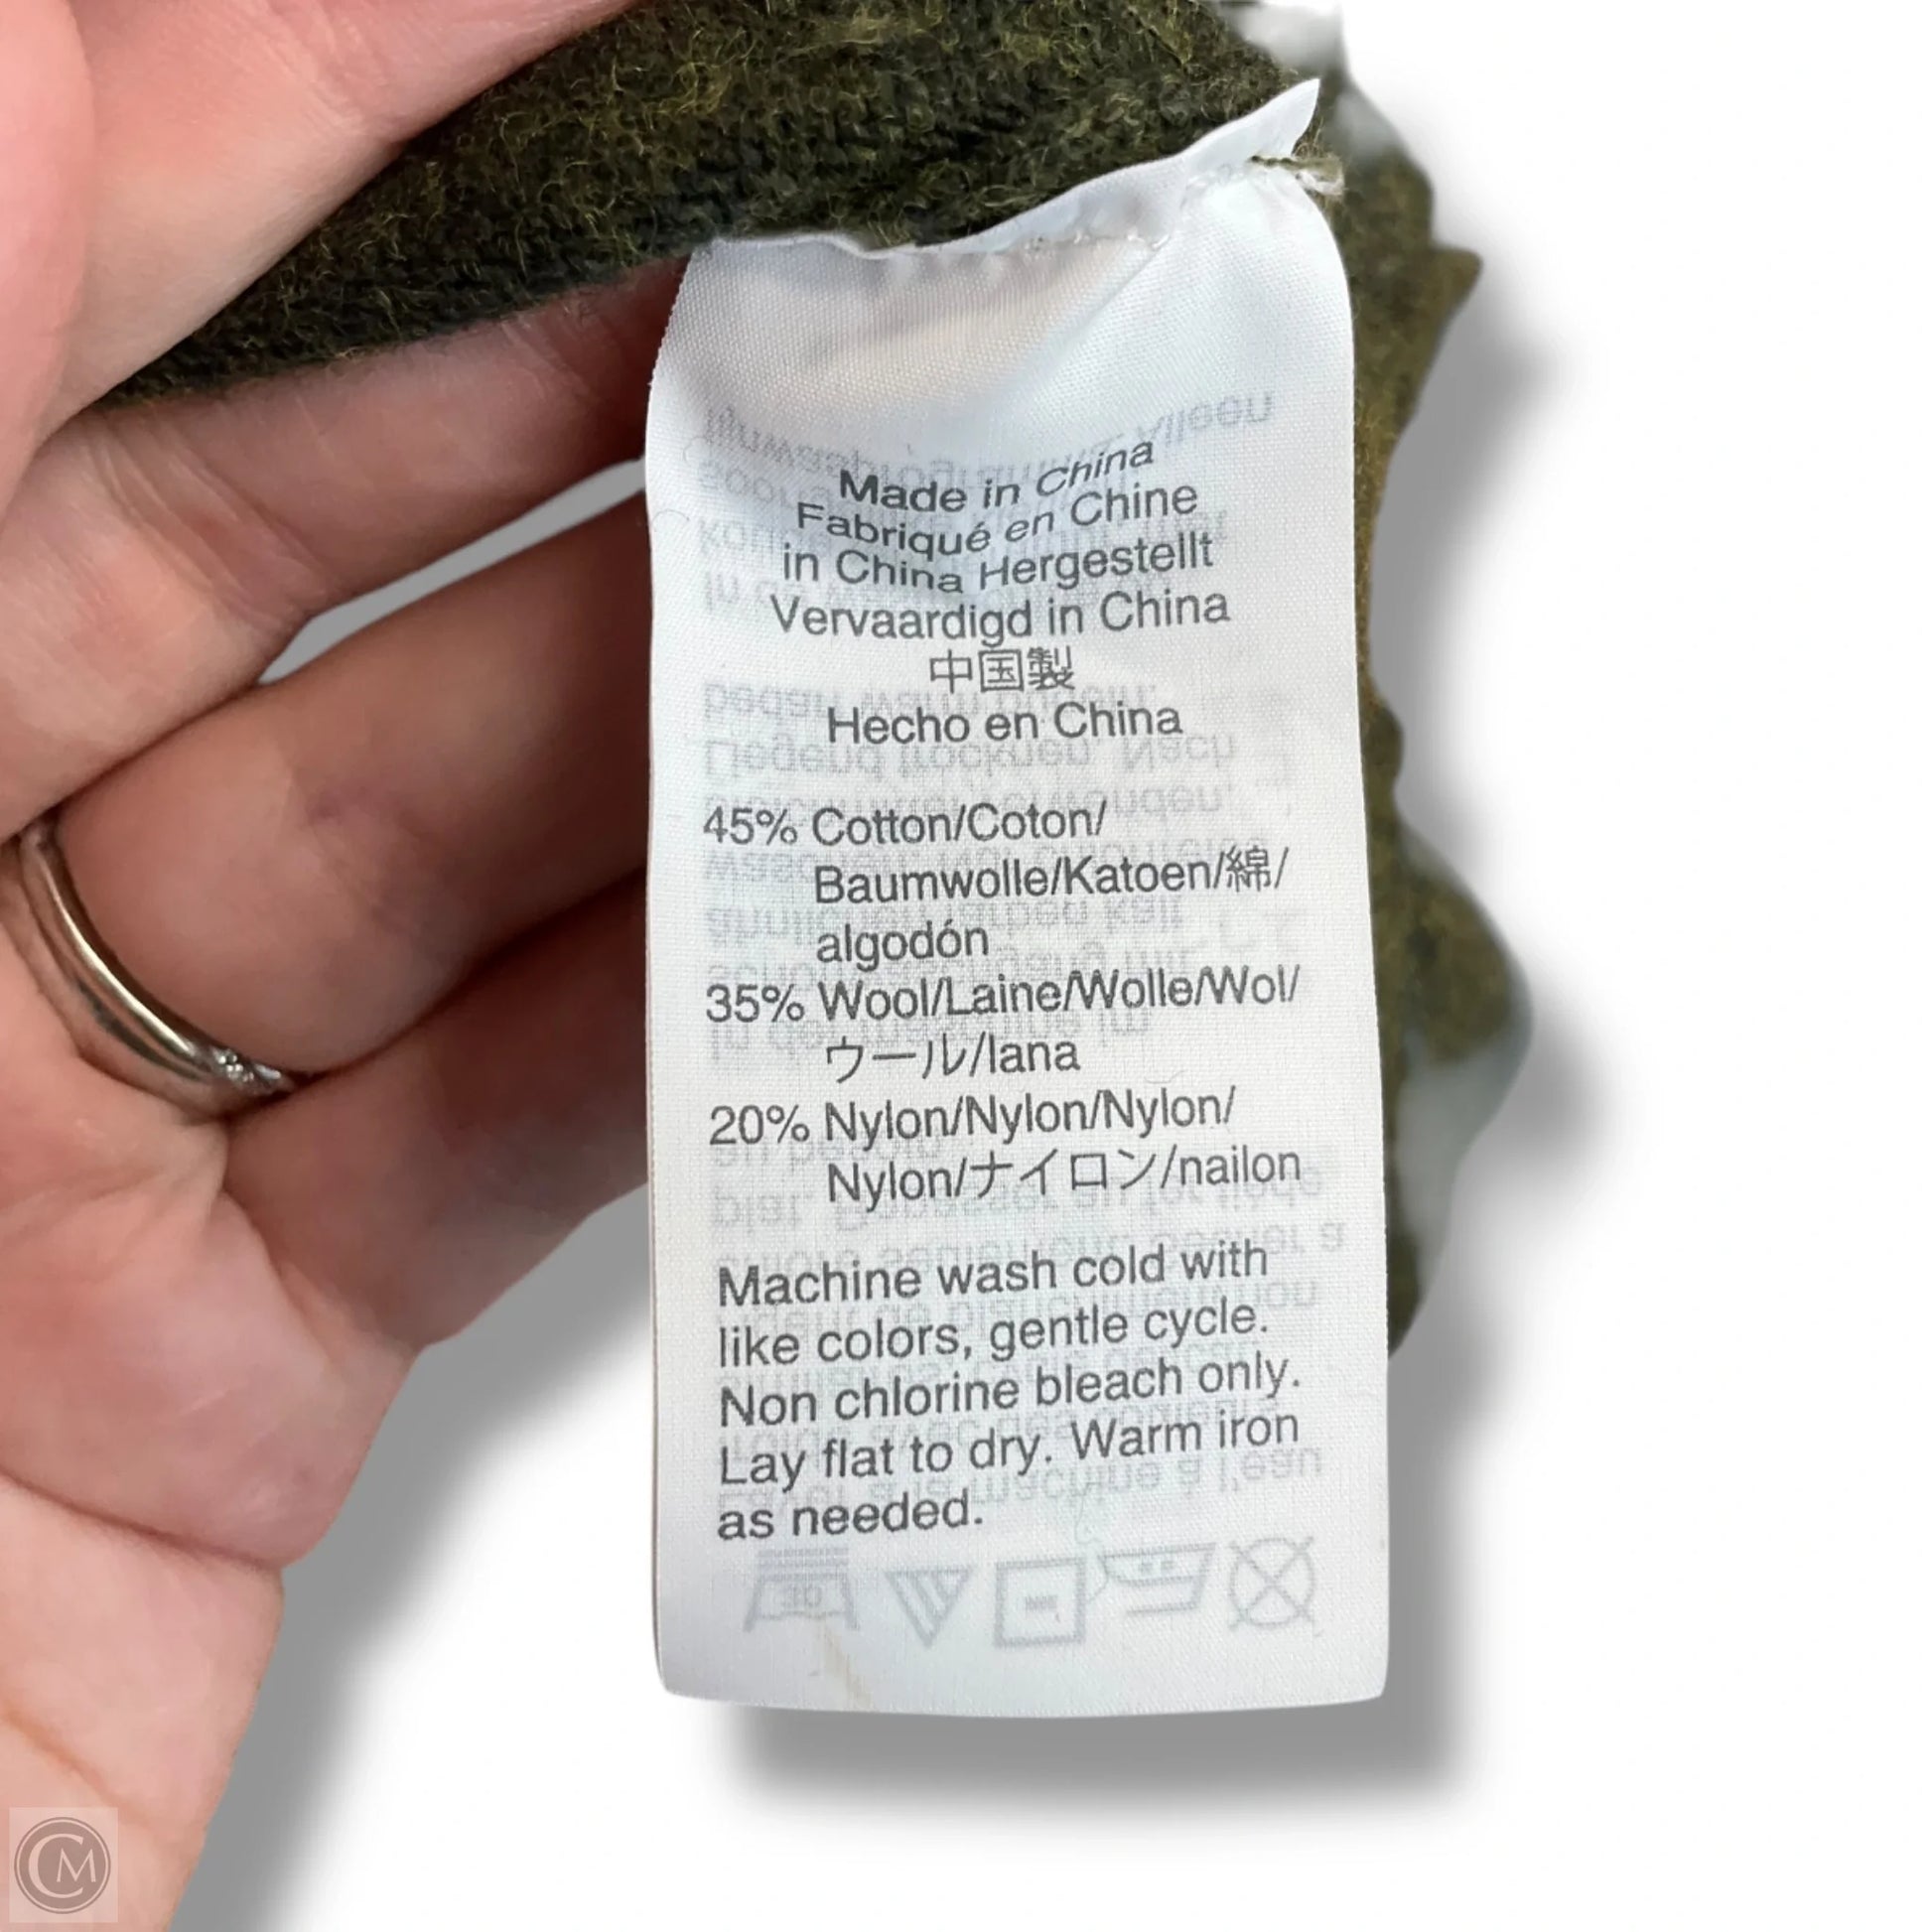 Made in China
Fabriqué en Chine
in China Hergestellt
Vervaardigd in China
中国製
Hecho en China
45% Cotton/Coton/
Baumwolle/Katoen/綿/
algodón
35% Wool/Laine/Wolle/Wol/
ウール/lana
20% Nylon/Nylon/Nylon/
Nylon/ナイロン/nailon
Machine wash cold with
like colors, gentle cycle.
Non chlorine bleach only.
Lay flat to dry. Warm iron
as needed.
30
CM